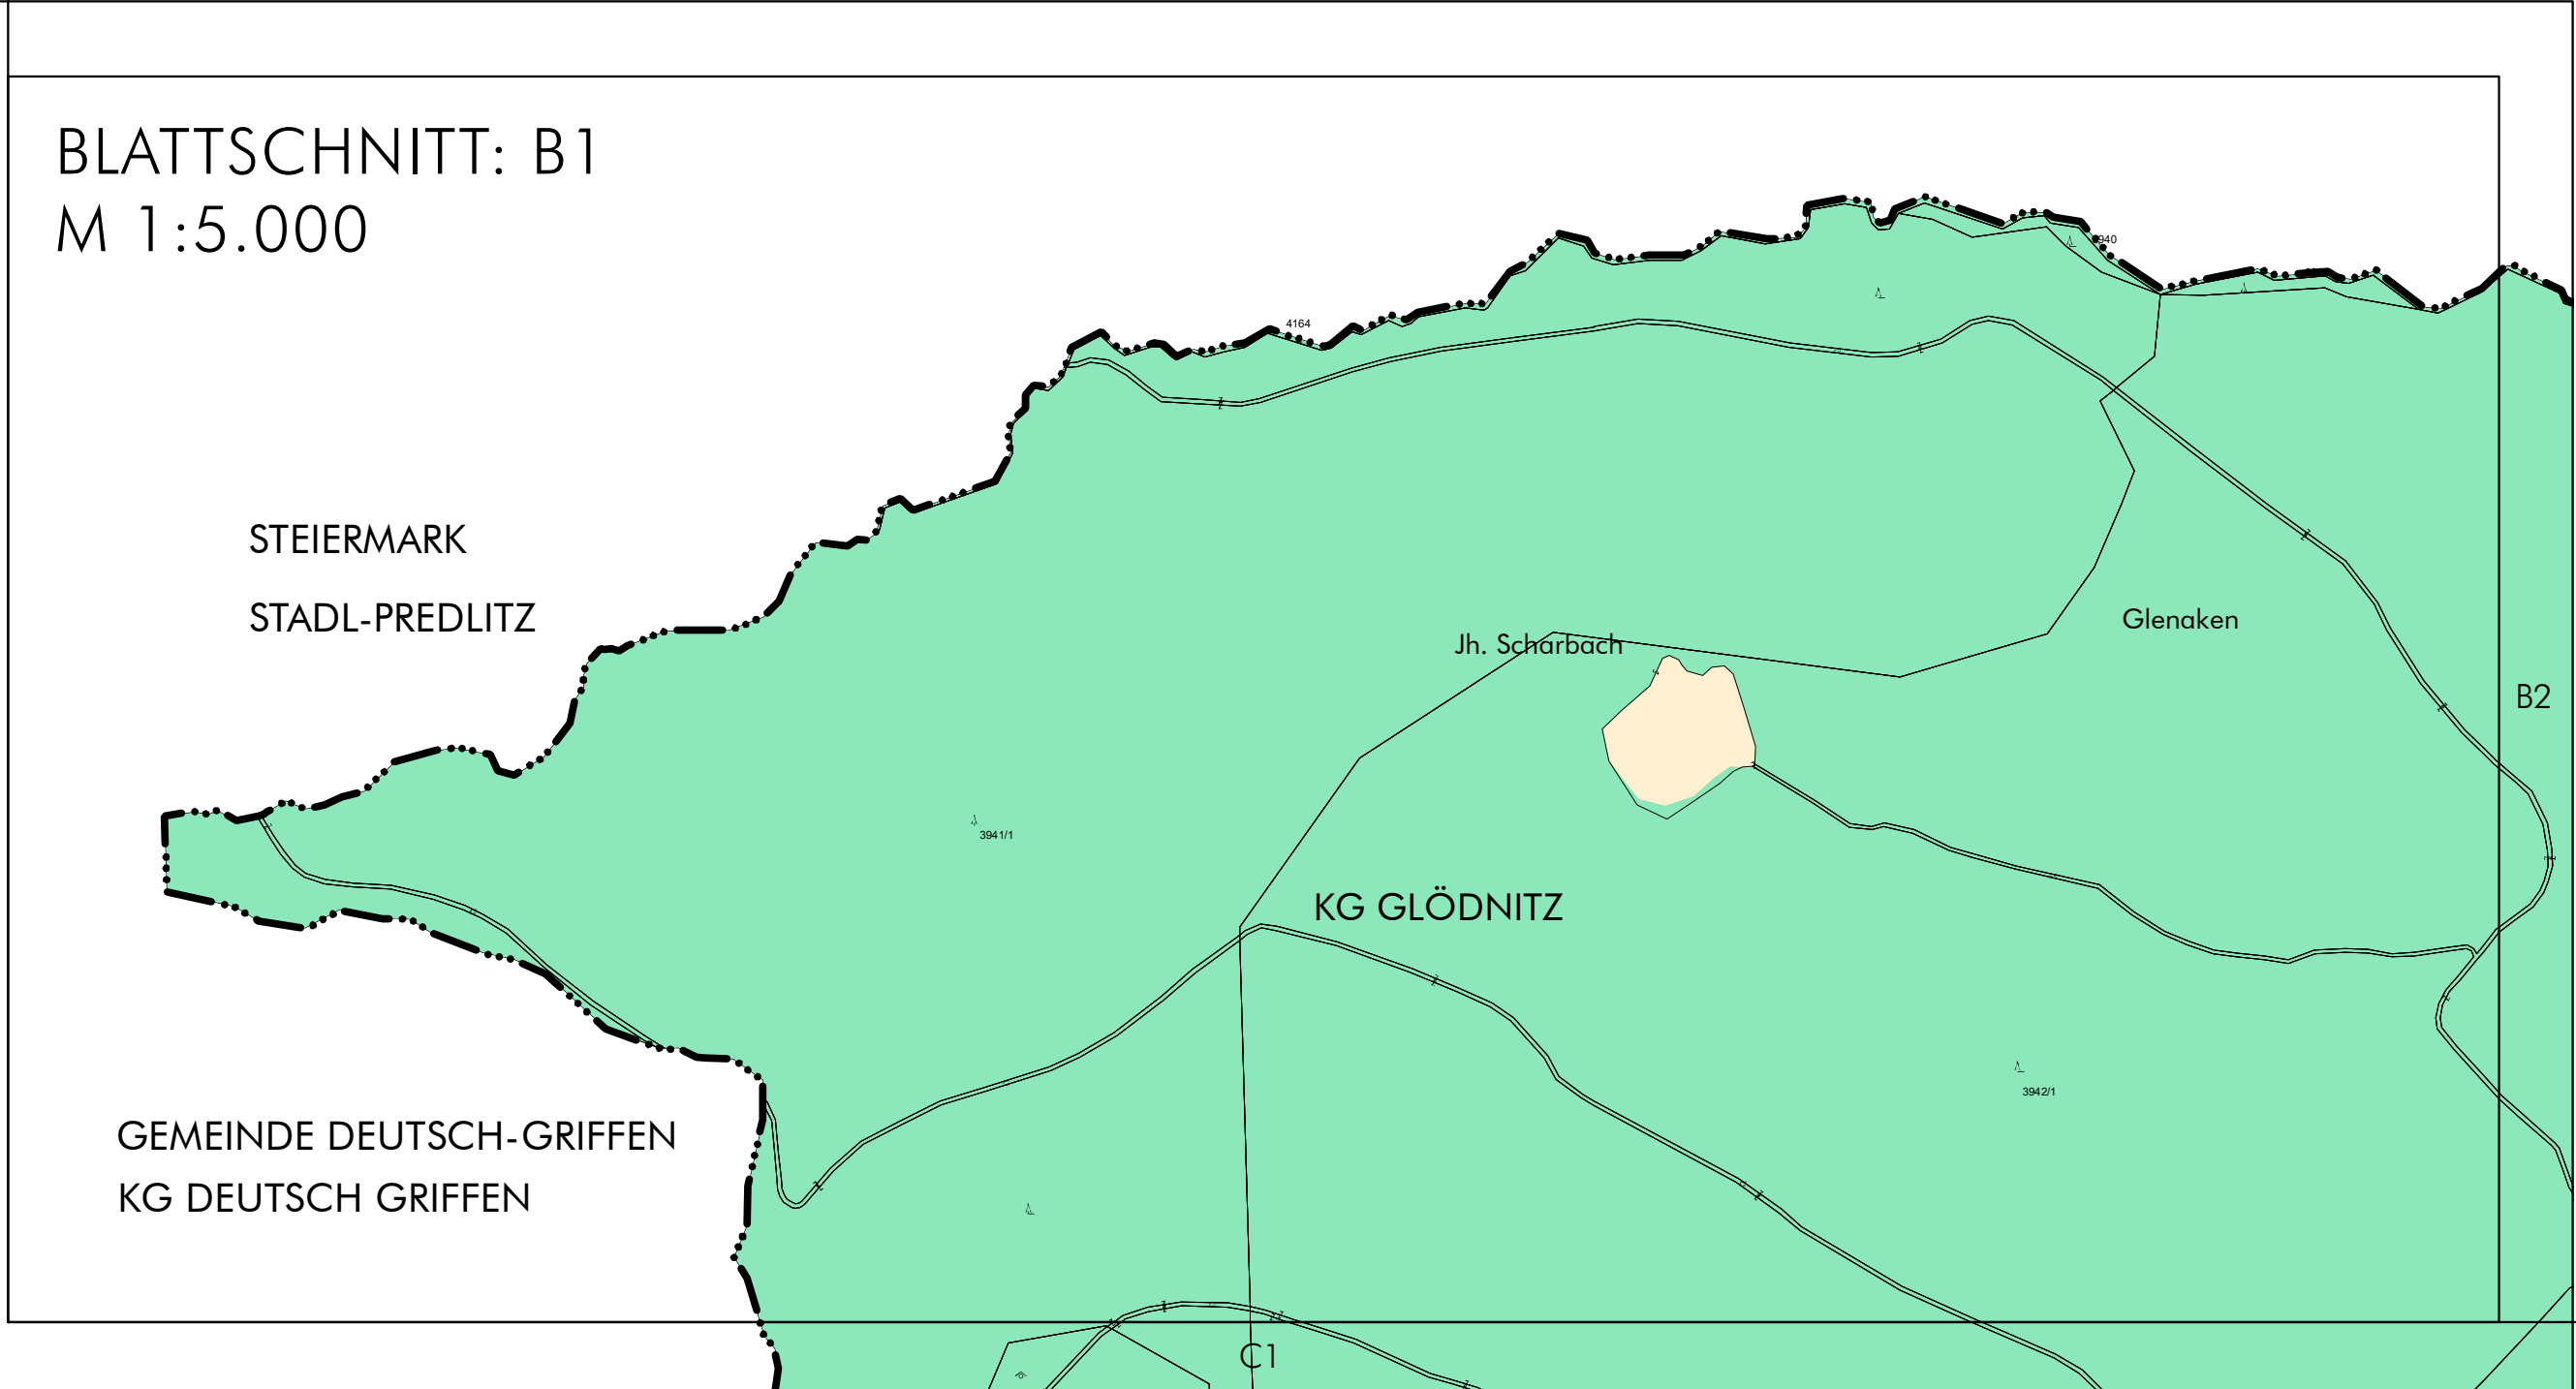 BLATTSCHNITT: B1
M 1:5.000
4164
STEIERMARK
STADL-PREDLITZ
Jh. Scharbach
Glenaken
B2
3941/1
KG GLÖDNITZ
3942/1
GEMEINDE DEUTSCH-GRIFFEN
KG DEUTSCH GRIFFEN
C1